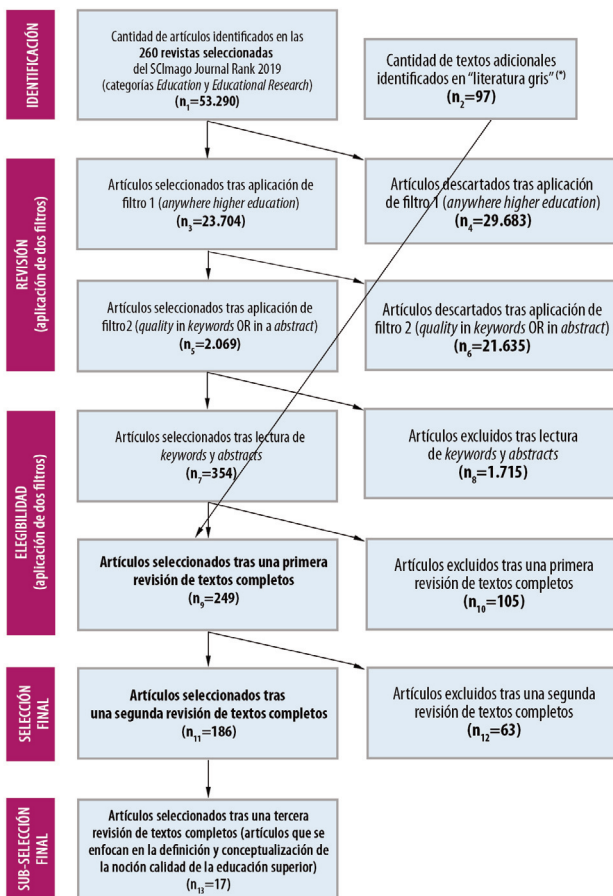 IDENTIFICACIÓN
Cantidad de artículos identificados en las
260 revistas seleccionadas
del SCImago Journal Rank 2019
(categorías Education y Educational Research)
(n1=53.290)
Cantidad de textos adicionales
identificados en "literatura gris" (*)
(n2=97)
REVISIÓN
(aplicación de dos filtros)
Artículos seleccionados tras aplicación de
filtro 1 (anywhere higher education)
(n3=23.704)
Artículos descartados tras aplicación
de filtro 1 (anywhere higher education)
(n4=29.683)
Artículos seleccionados tras aplicación de
filtro2 (quality in keywords OR in a abstract)
(n5=2.069)
Artículos descartados tras aplicación de
filtro 2 (quality in keywords OR in abstract)
(n6=21.635)
ELEGIBILIDAD
(aplicación de dos filtros)
Artículos seleccionados tras lectura de
keywords y abstracts
(n7=354)
Artículos excluidos tras lectura
de keywords y abstracts
(n8=1.715)
Artículos seleccionados tras una primera
revisión de textos completos
(n9=249)
Artículos excluidos tras una primera
revisión de textos completos
(n10=105)
SELECCIÓN
FINAL
Artículos seleccionados tras
una segunda revisión de textos completos
(n11=186)
Artículos excluidos tras una segunda
revisión de textos completos
(n12=63)
SUB-SELECCIÓN
FINAL
Artículos seleccionados tras una tercera
revisión de textos completos (artículos que se
enfocan en la definición y conceptualización de
la noción calidad de la educación superior)
(n13=17)